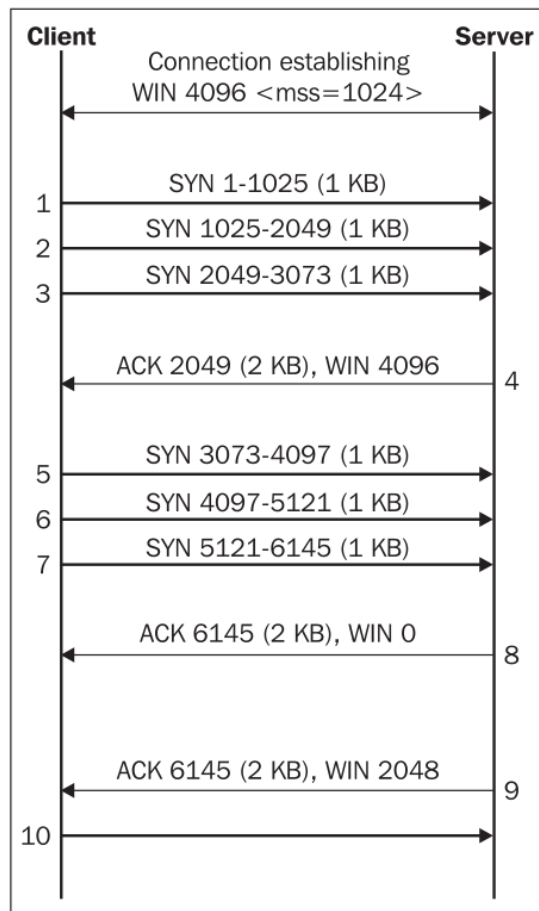 Client Server
Connection establishing
WIN 4096 <mss=1024>
SYN 1-1025 (1 KB)
1
SYN 1025-2049 (1 KB)
2
SYN 2049-3073 (1 KB)
3
ACK 2049 (2 KB), WIN 4096
4
SYN 3073-4097 (1 KB)
5
SYN 4097-5121 (1 KB)
6
SYN 5121-6145 (1 KB)
7
ACK 6145 (2 KB), WIN 0
8
ACK 6145 (2 KB), WIN 2048
9
10